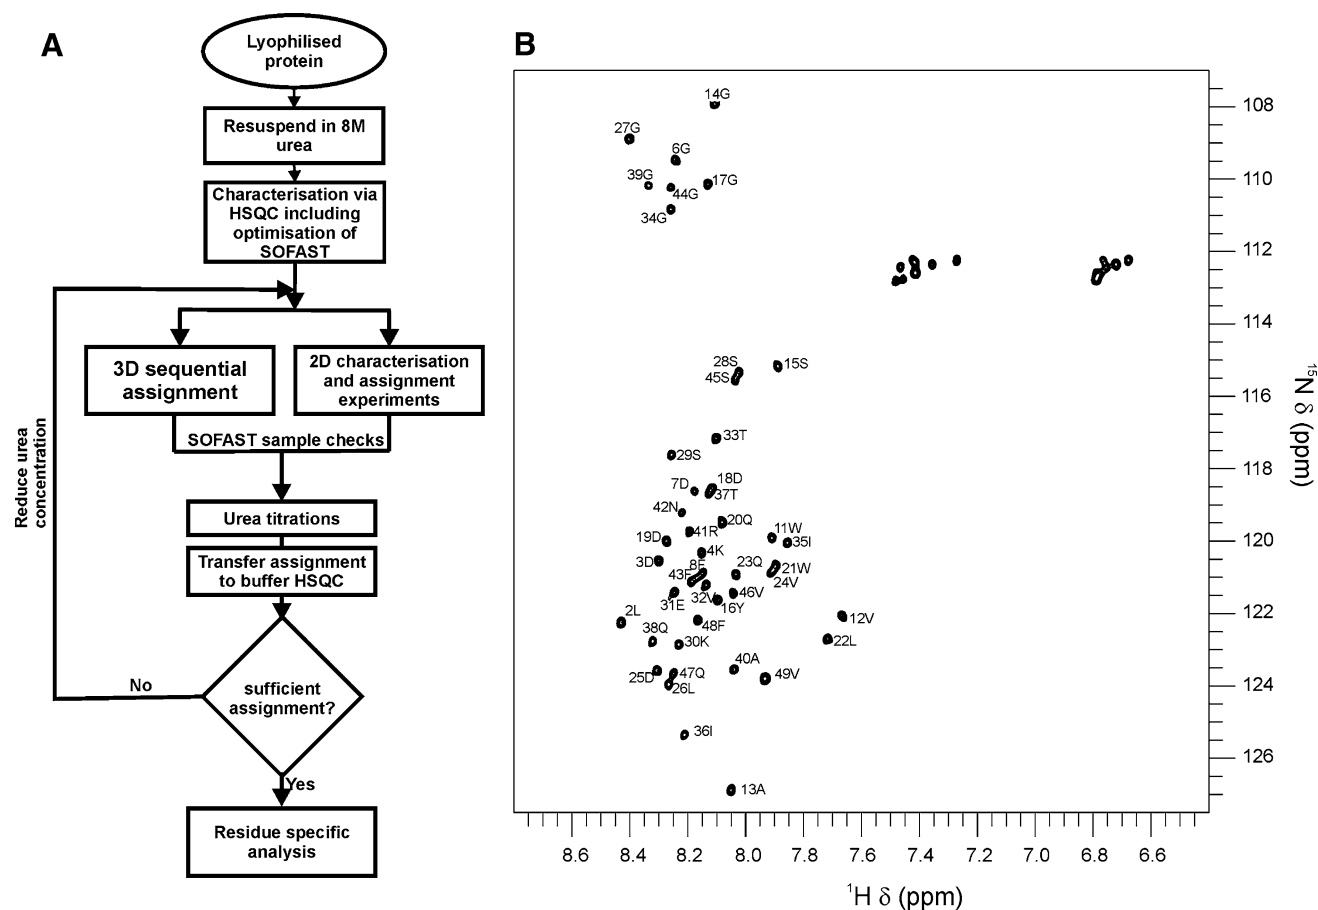 A
Lyophilised
protein
Resuspend in 8M
urea
Characterisation via
HSQC including
optimisation of
SOFAST
3D sequential
assignment
2D characterisation
and assignment
experiments
SOFAST sample checks
Reduce urea
concentration
Urea titrations
Transfer assignment
to buffer HSQC
No
sufficient
assignment?
Yes
Residue specific
analysis
B
14G
27G
6G
39G
17G
44G
34G
28S
15S
45S
33T
29S
7D
18D
37T
42N
20Q
41R
11W
19D
35I
4K
3D
8F
23Q
21W
43F
24V
32V
46V
31E
16Y
2L
12V
48F
38Q
30K
22L
40A
25D
47Q
49V
26L
36I
13A
108
110
112
114
116
118
120
122
124
126
15N δ (ppm)
8.6 8.4 8.2 8.0 7.8 7.6 7.4 7.2 7.0 6.8 6.6
1H δ (ppm)